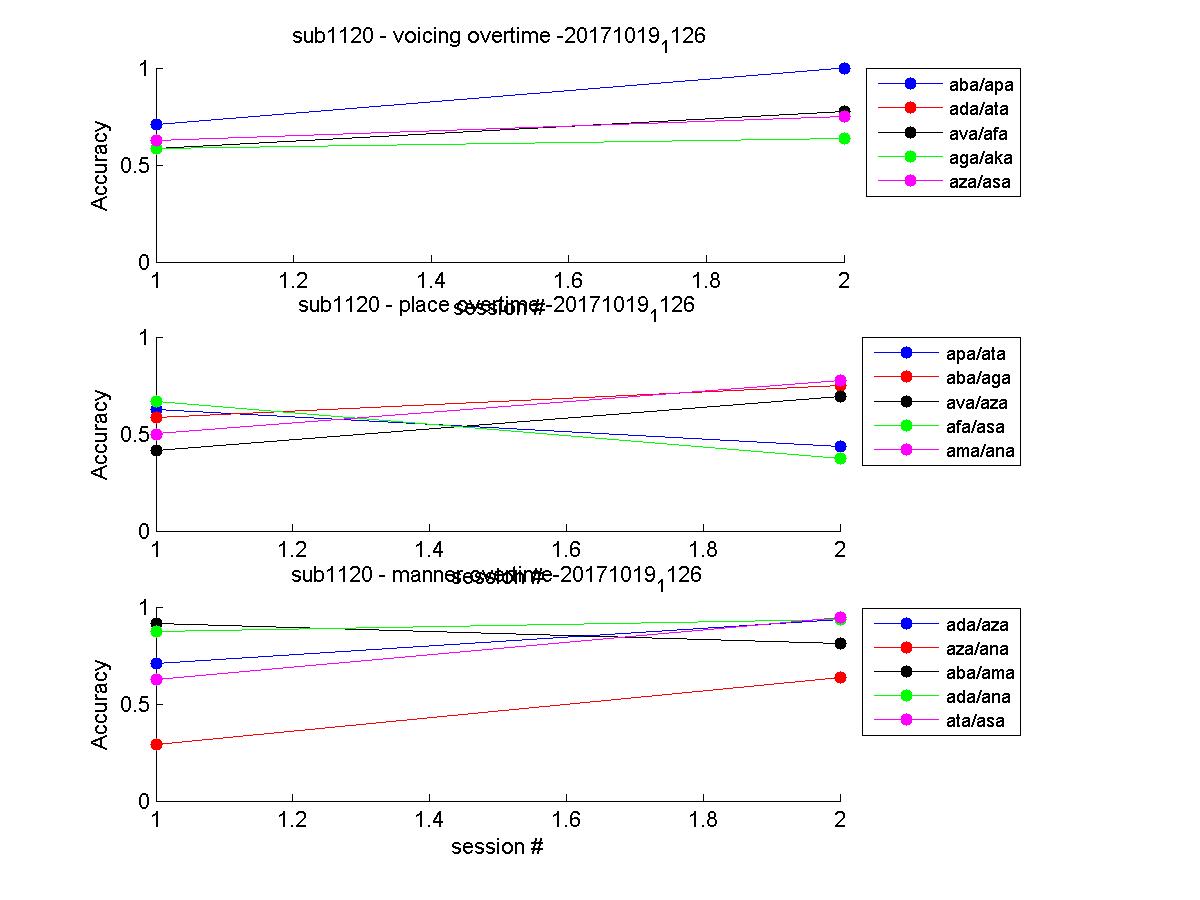 sub1120 - voicing overtime -20171019_1126
1
0.5
0
Accuracy
1 1.2 1.4 1.6 1.8 2
session #
aba/apa
ada/ata
ava/afa
aga/aka
aza/asa
sub1120 - place overtime -20171019_1126
1
0.5
0
Accuracy
1 1.2 1.4 1.6 1.8 2
session #
apa/ata
aba/aga
ava/aza
afa/asa
ama/ana
sub1120 - manner overtime -20171019_1126
1
0.5
0
Accuracy
1 1.2 1.4 1.6 1.8 2
session #
ada/aza
aza/ana
aba/ama
ada/ana
ata/asa